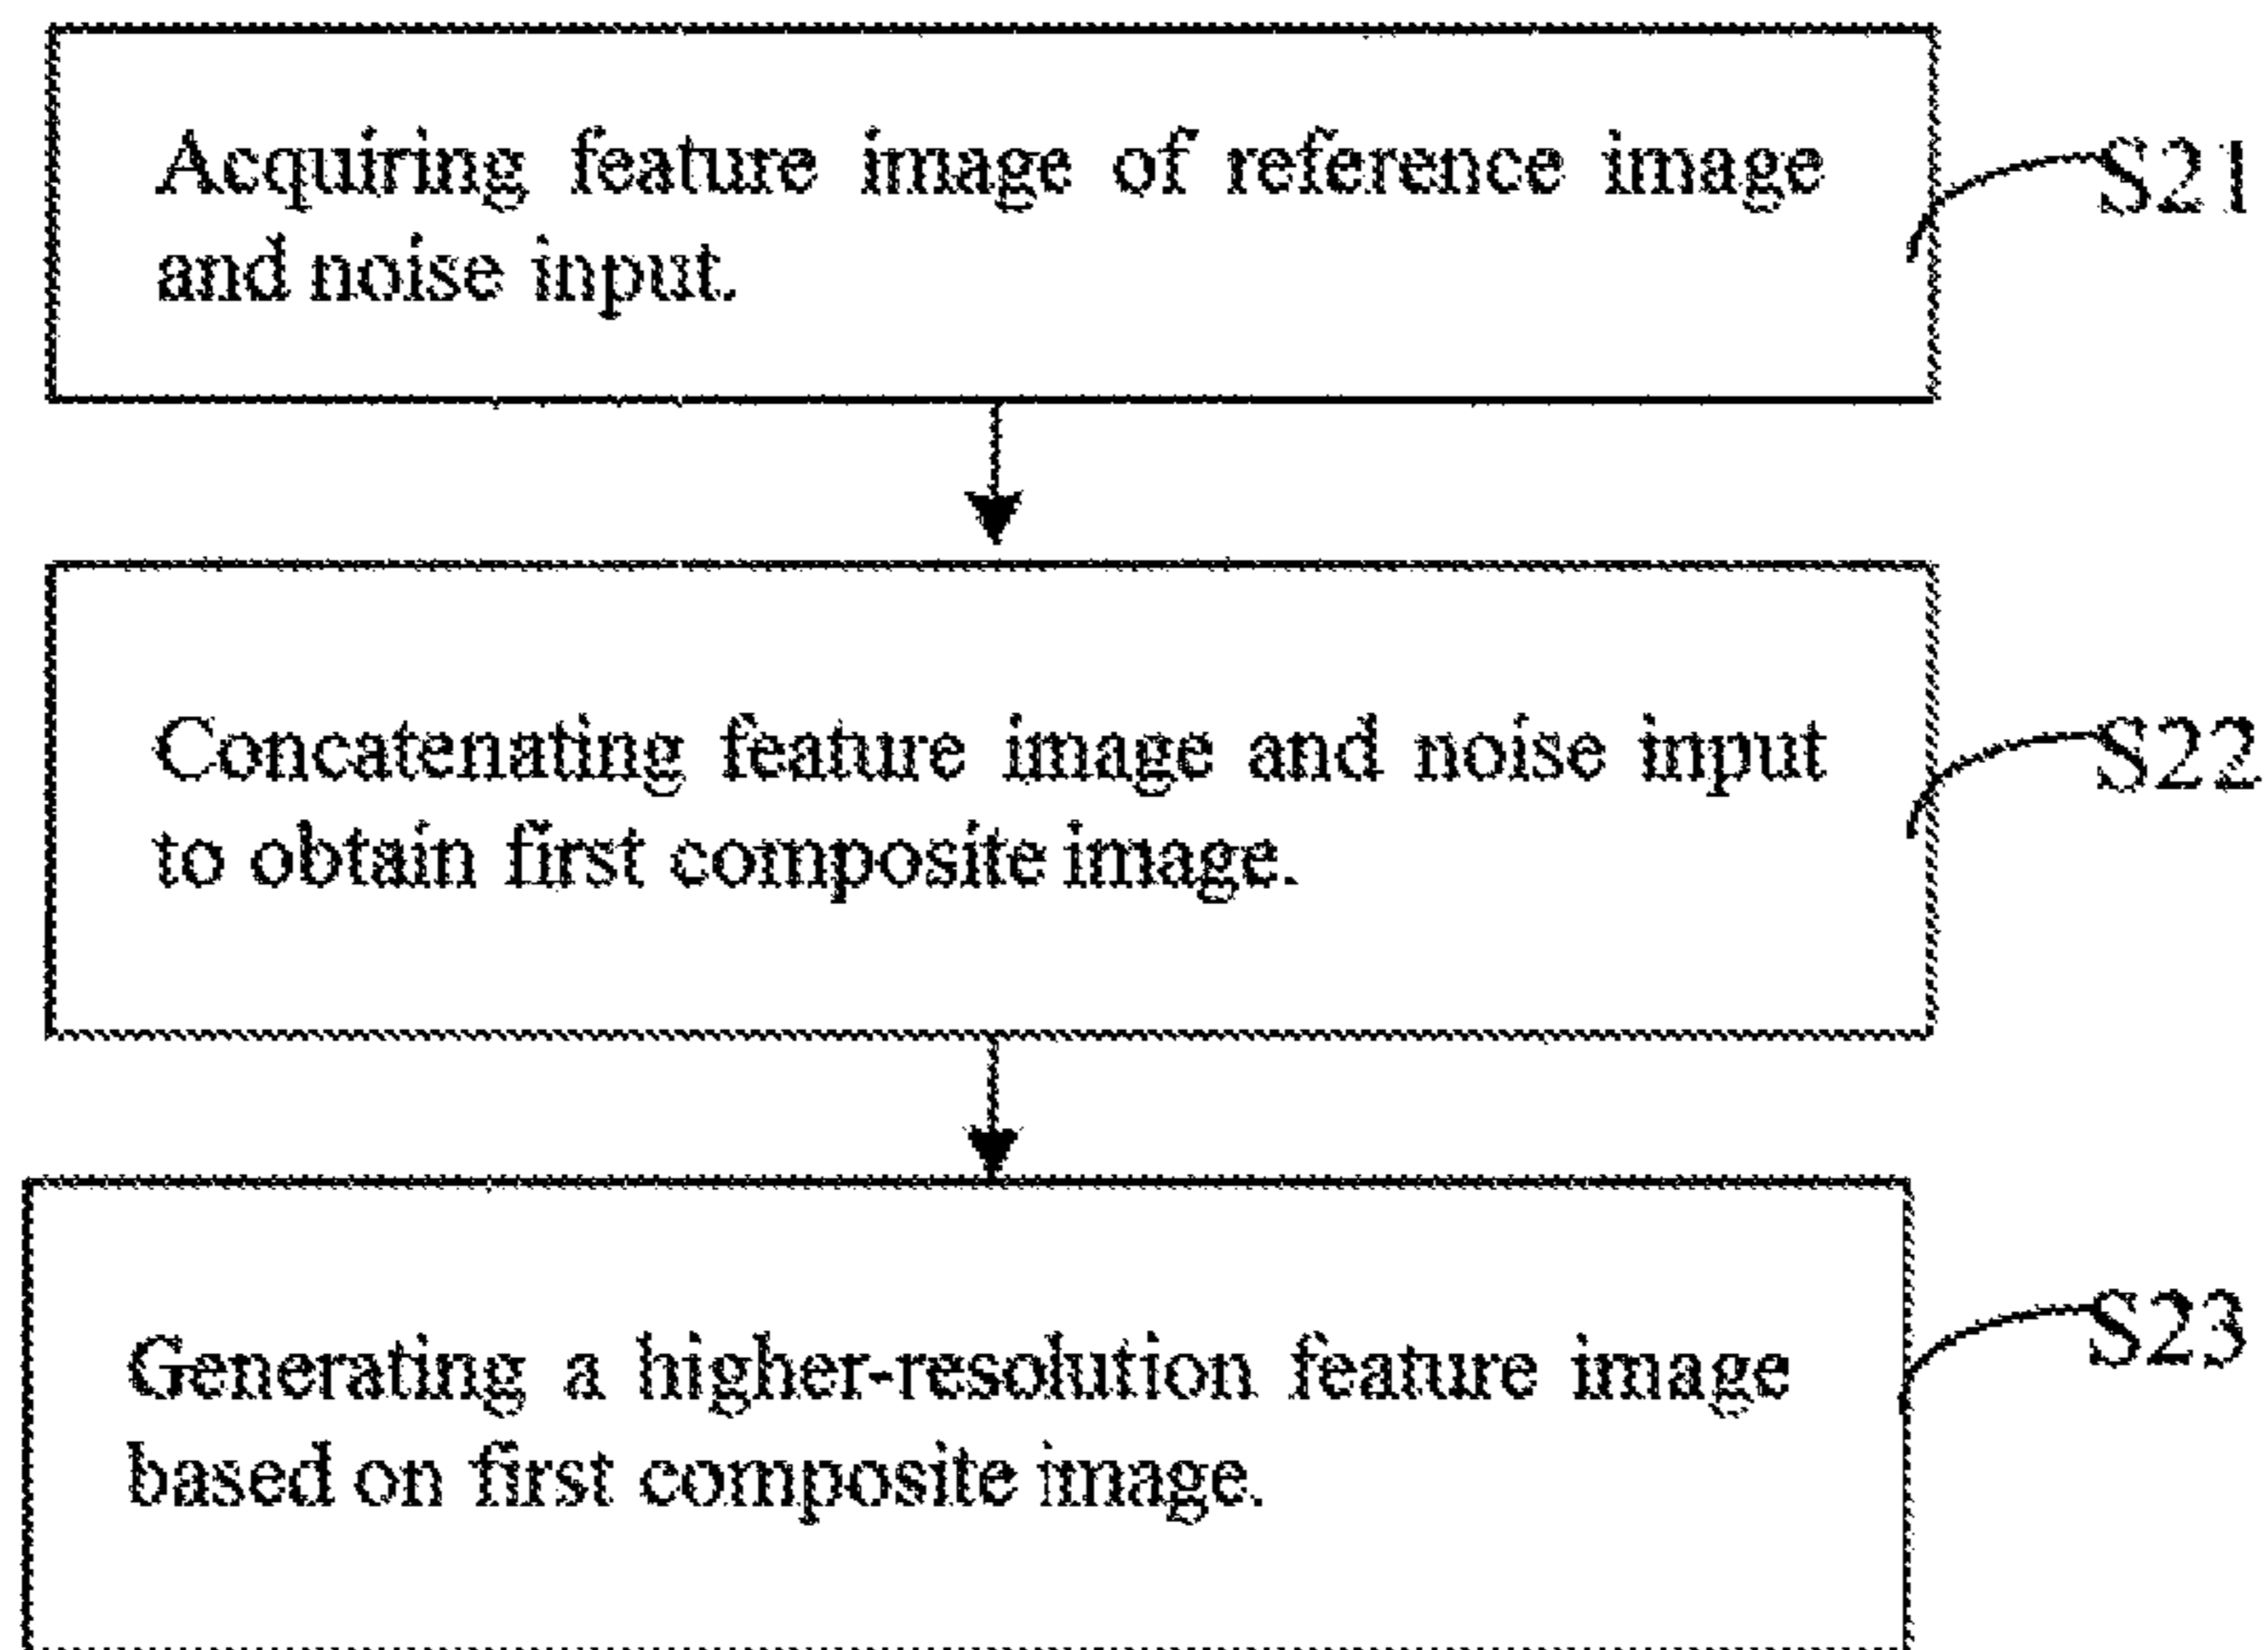 Acquiring feature image of reference image
and noise input.
S21
Concatenating feature image and noise input
to obtain first composite image.
S22
Generating a higher-resolution feature image
based on first composite image.
S23